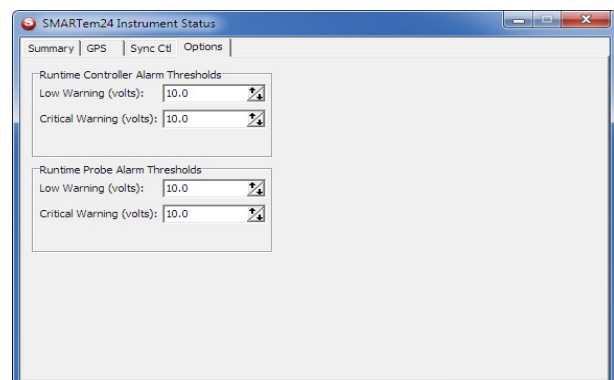 SMARTem24 Instrument Status
Summary GPS Sync Ctl Options
Runtime Controller Alarm Thresholds
Low Warning (volts): 10.0
Critical Warning (volts): 10.0
Runtime Probe Alarm Thresholds
Low Warning (volts): 10.0
Critical Warning (volts): 10.0